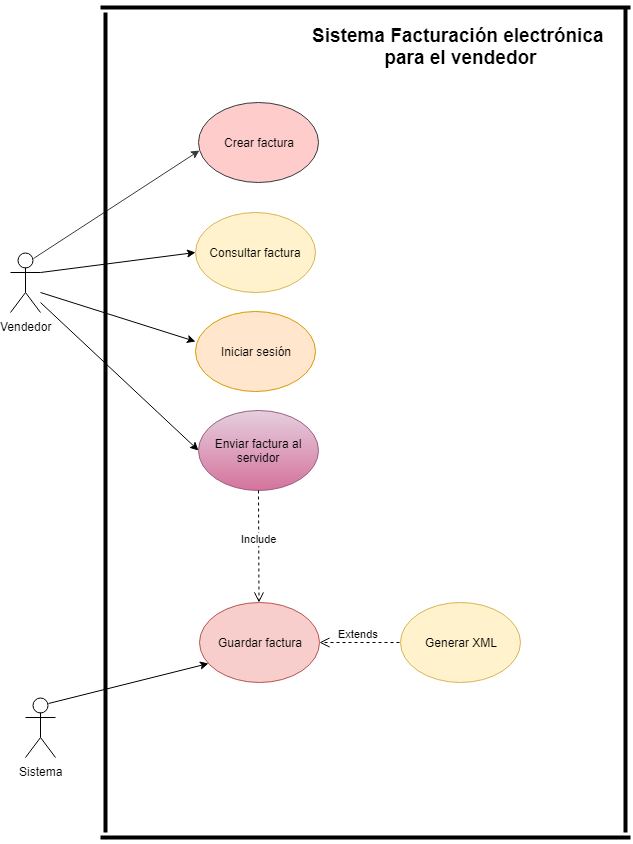 Sistema Facturación electrónica
para el vendedor
Crear factura
Consultar factura
Vendedor
Iniciar sesión
Enviar factura al
servidor
Include
Guardar factura
Extends
Generar XML
Sistema